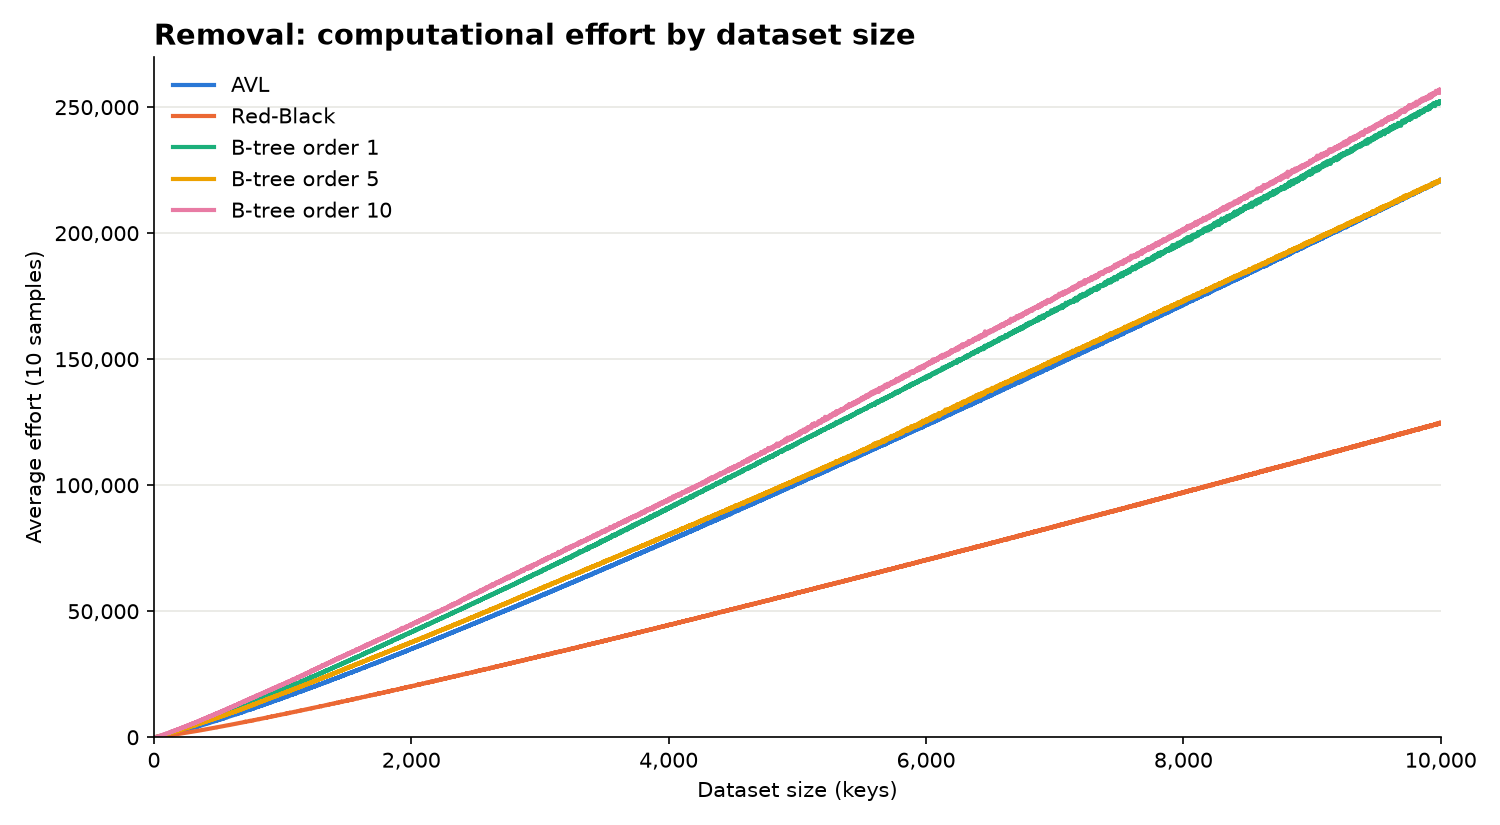 Removal: computational effort by dataset size
AVL
Red-Black
B-tree order 1
B-tree order 5
B-tree order 10
250,000
200,000
150,000
100,000
50,000
0
Average effort (10 samples)
0 2,000 4,000 6,000 8,000 10,000
Dataset size (keys)